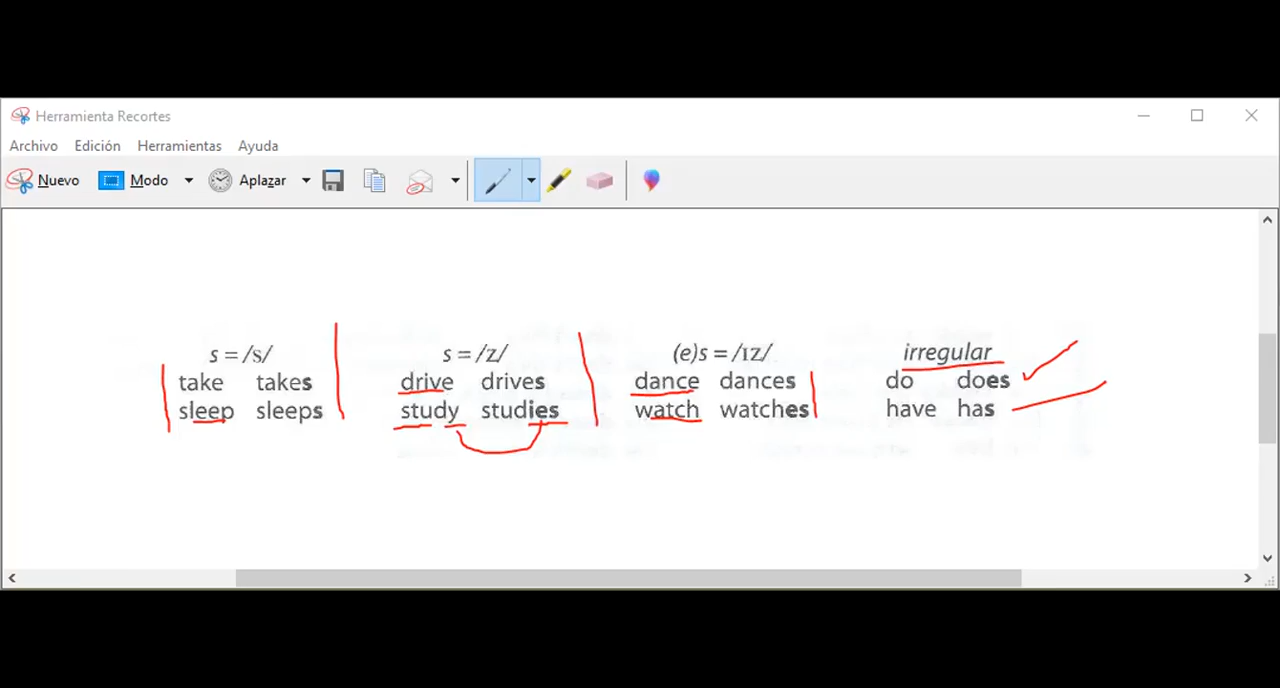 Herramienta Recortes
Archivo Edición Herramientas Ayuda
Nuevo Modo Aplazar
s = /s/ s = /z/ (e)s = /ɪz/ irregular
take takes drive drives dance dances do does
sleep sleeps study studies watch watches have has